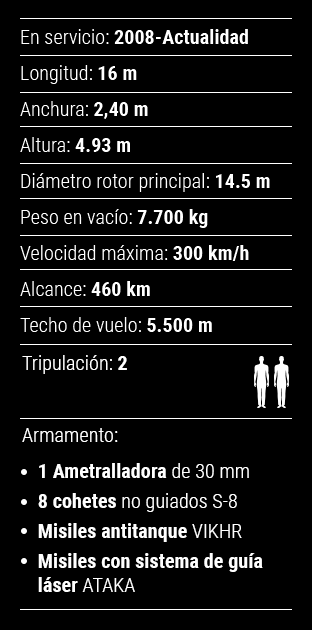 En servicio: 2008-Actualidad
Longitud: 16 m
Anchura: 2,40 m
Altura: 4.93 m
Diámetro rotor principal: 14.5 m
Peso en vacío: 7.700 kg
Velocidad máxima: 300 km/h
Alcance: 460 km
Techo de vuelo: 5.500 m
Tripulación: 2
Armamento:
• 1 Ametralladora de 30 mm
• 8 cohetes no guiados S-8
• Misiles antitanque VIKHR
• Misiles con sistema de guía
láser ATAKA